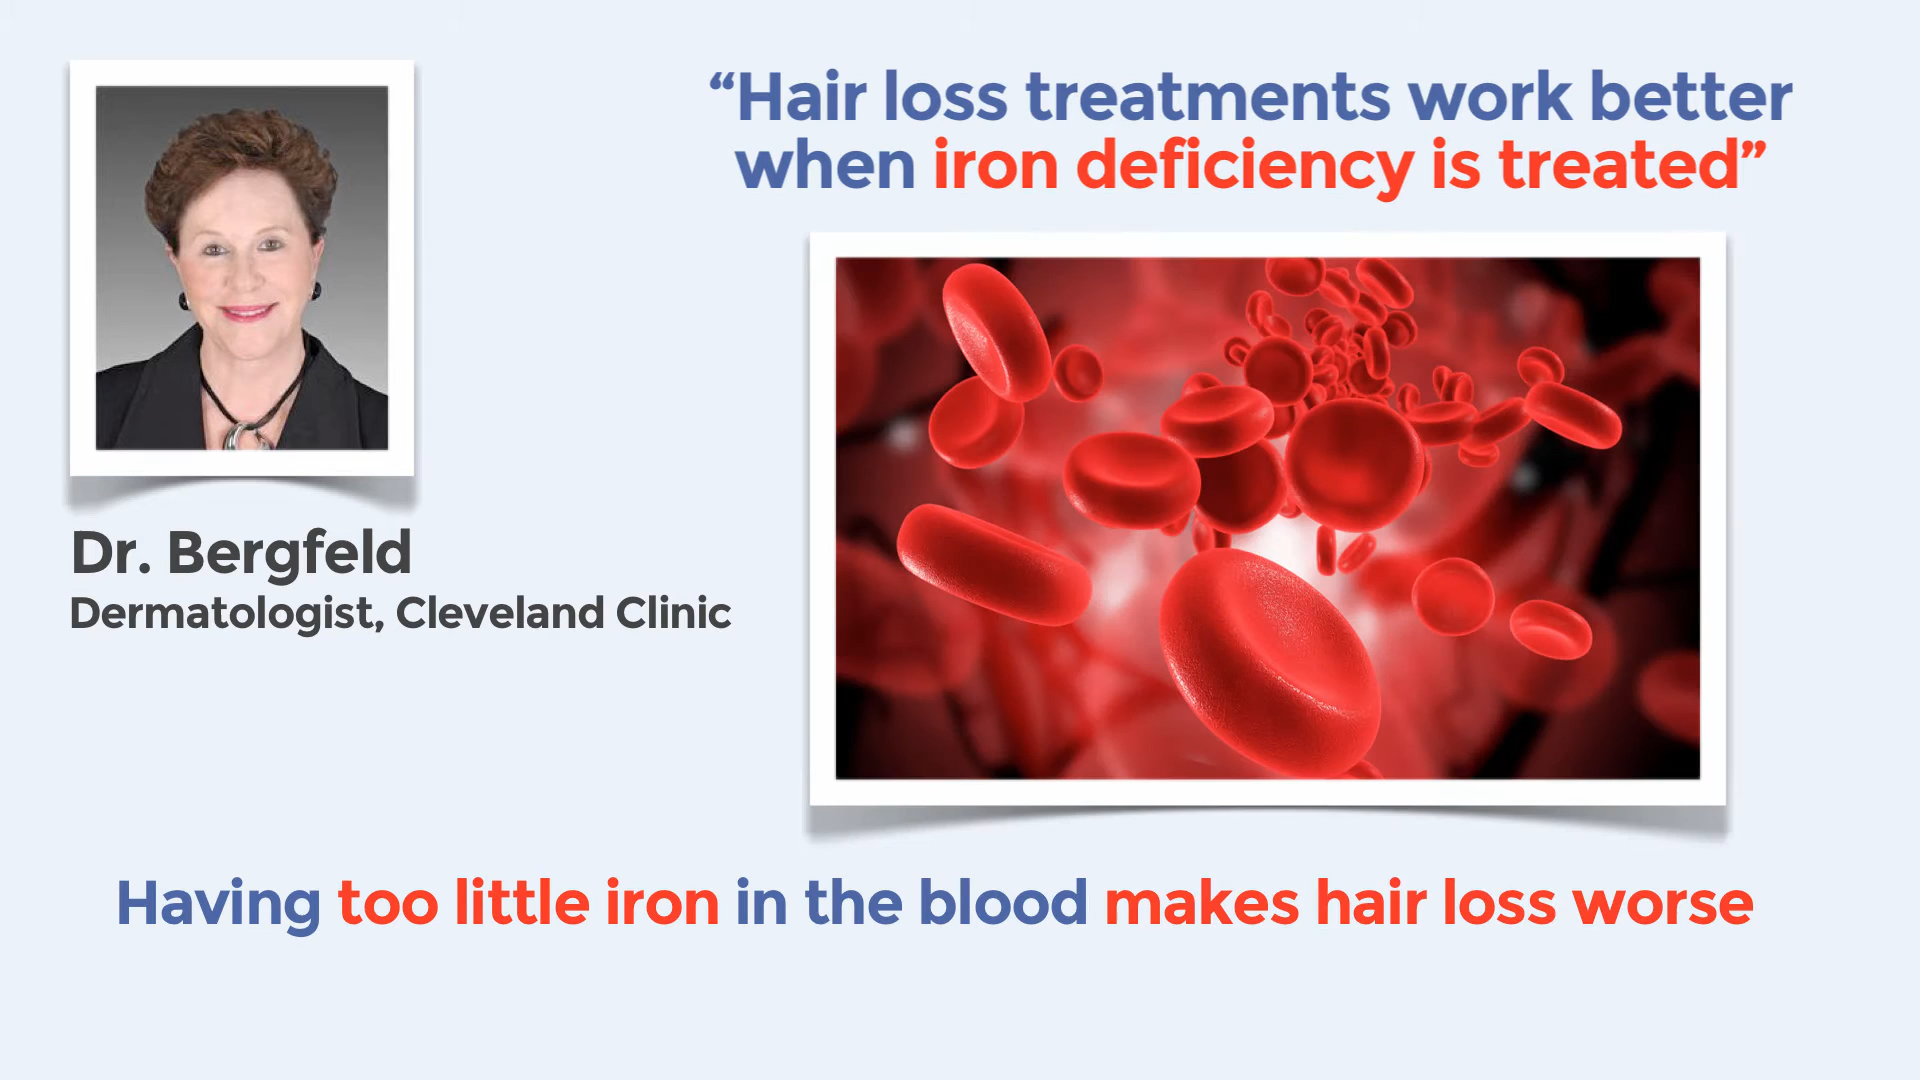 “Hair loss treatments work better
when iron deficiency is treated”
Dr. Bergfeld
Dermatologist, Cleveland Clinic
Having too little iron in the blood makes hair loss worse